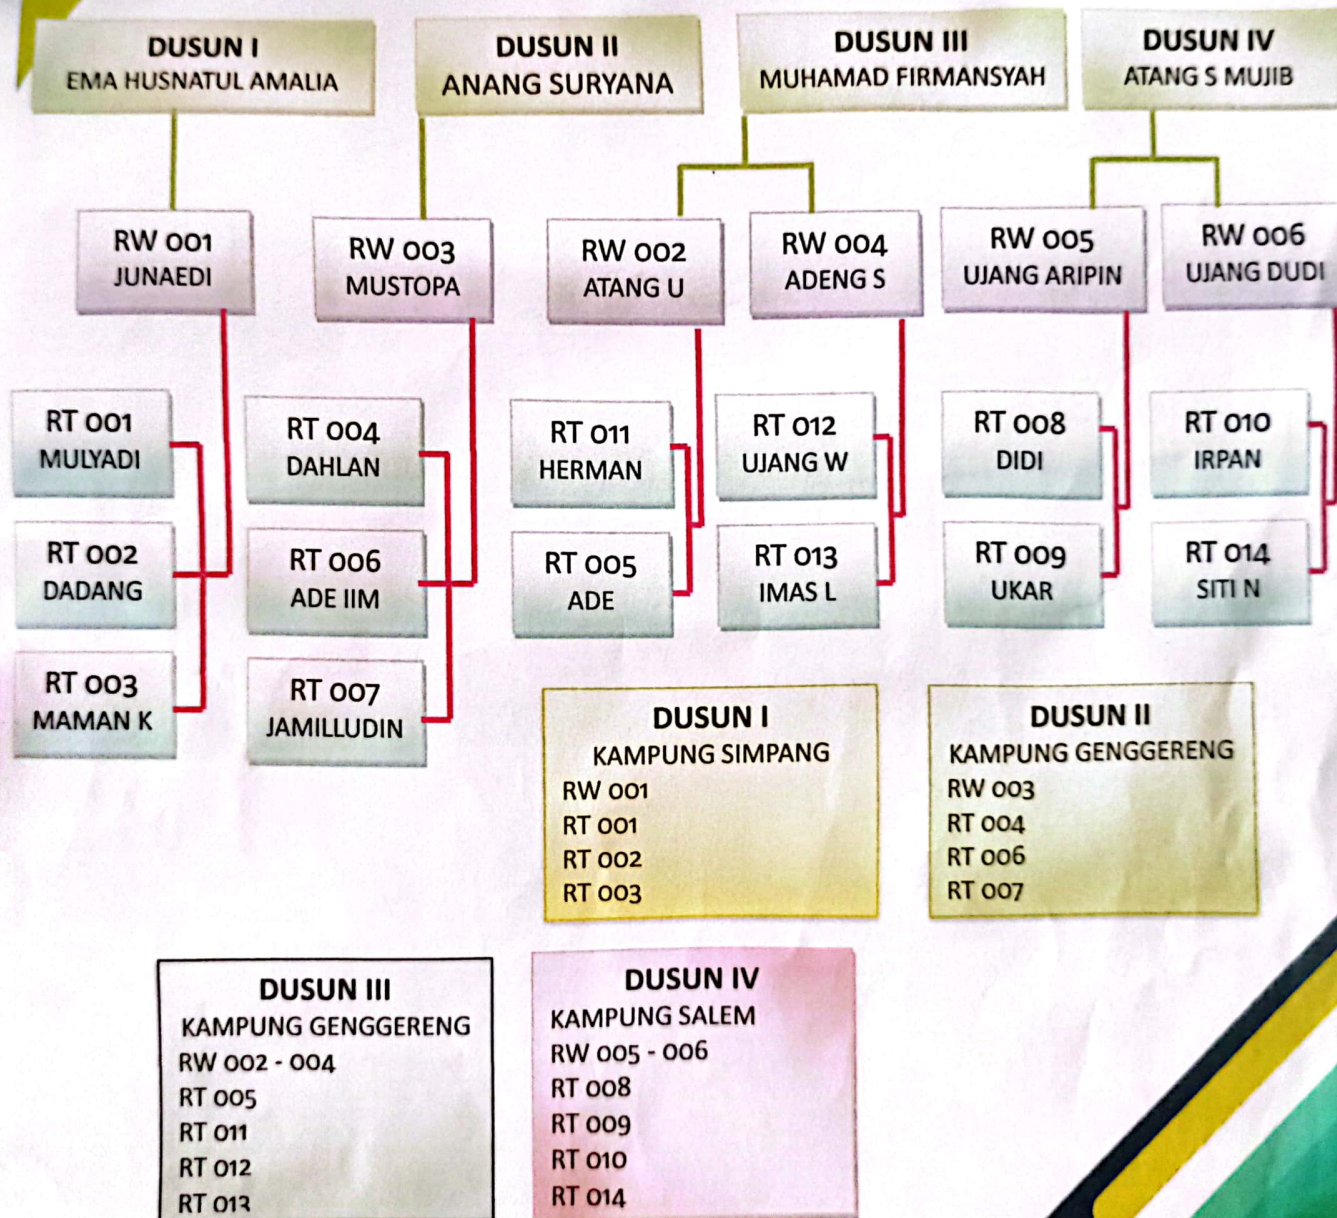 DUSUN I
EMA HUSNATUL AMALIA
DUSUN II
ANANG SURYANA
DUSUN III
MUHAMAD FIRMANSYAH
DUSUN IV
ATANG S MUJIB
RW 001
JUNAEDI
RW 003
MUSTOPA
RW 002
ATANG U
RW 004
ADENG S
RW 005
UJANG ARIPIN
RW 006
UJANG DUDI
RT 001
MULYADI
RT 004
DAHLAN
RT 011
HERMAN
RT 012
UJANG W
RT 008
DIDI
RT 010
IRPAN
RT 002
DADANG
RT 006
ADE IIM
RT 005
ADE
RT 013
IMAS L
RT 009
UKAR
RT 014
SITI N
RT 003
MAMAN K
RT 007
JAMILLUDIN
DUSUN I
KAMPUNG SIMPANG
RW 001
RT 001
RT 002
RT 003
DUSUN II
KAMPUNG GENGGERENG
RW 003
RT 004
RT 006
RT 007
DUSUN III
KAMPUNG GENGGERENG
RW 002 - 004
RT 005
RT 011
RT 012
RT 013
DUSUN IV
KAMPUNG SALEM
RW 005 - 006
RT 008
RT 009
RT 010
RT 014